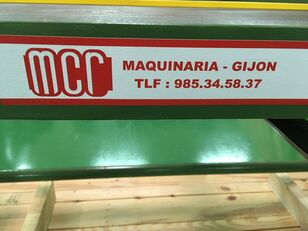 mcr
MAQUINARIA - GIJON
TLF : 985.34.58.37